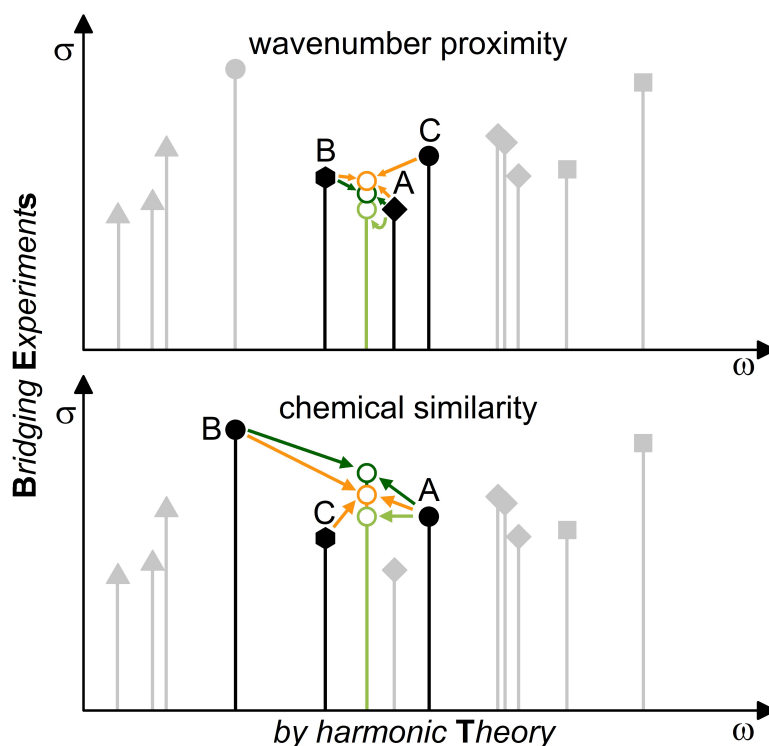 σ
wavenumber proximity
B
C
A
ω
Bridging Experiments
σ
chemical similarity
B
C
A
ω
by harmonic Theory